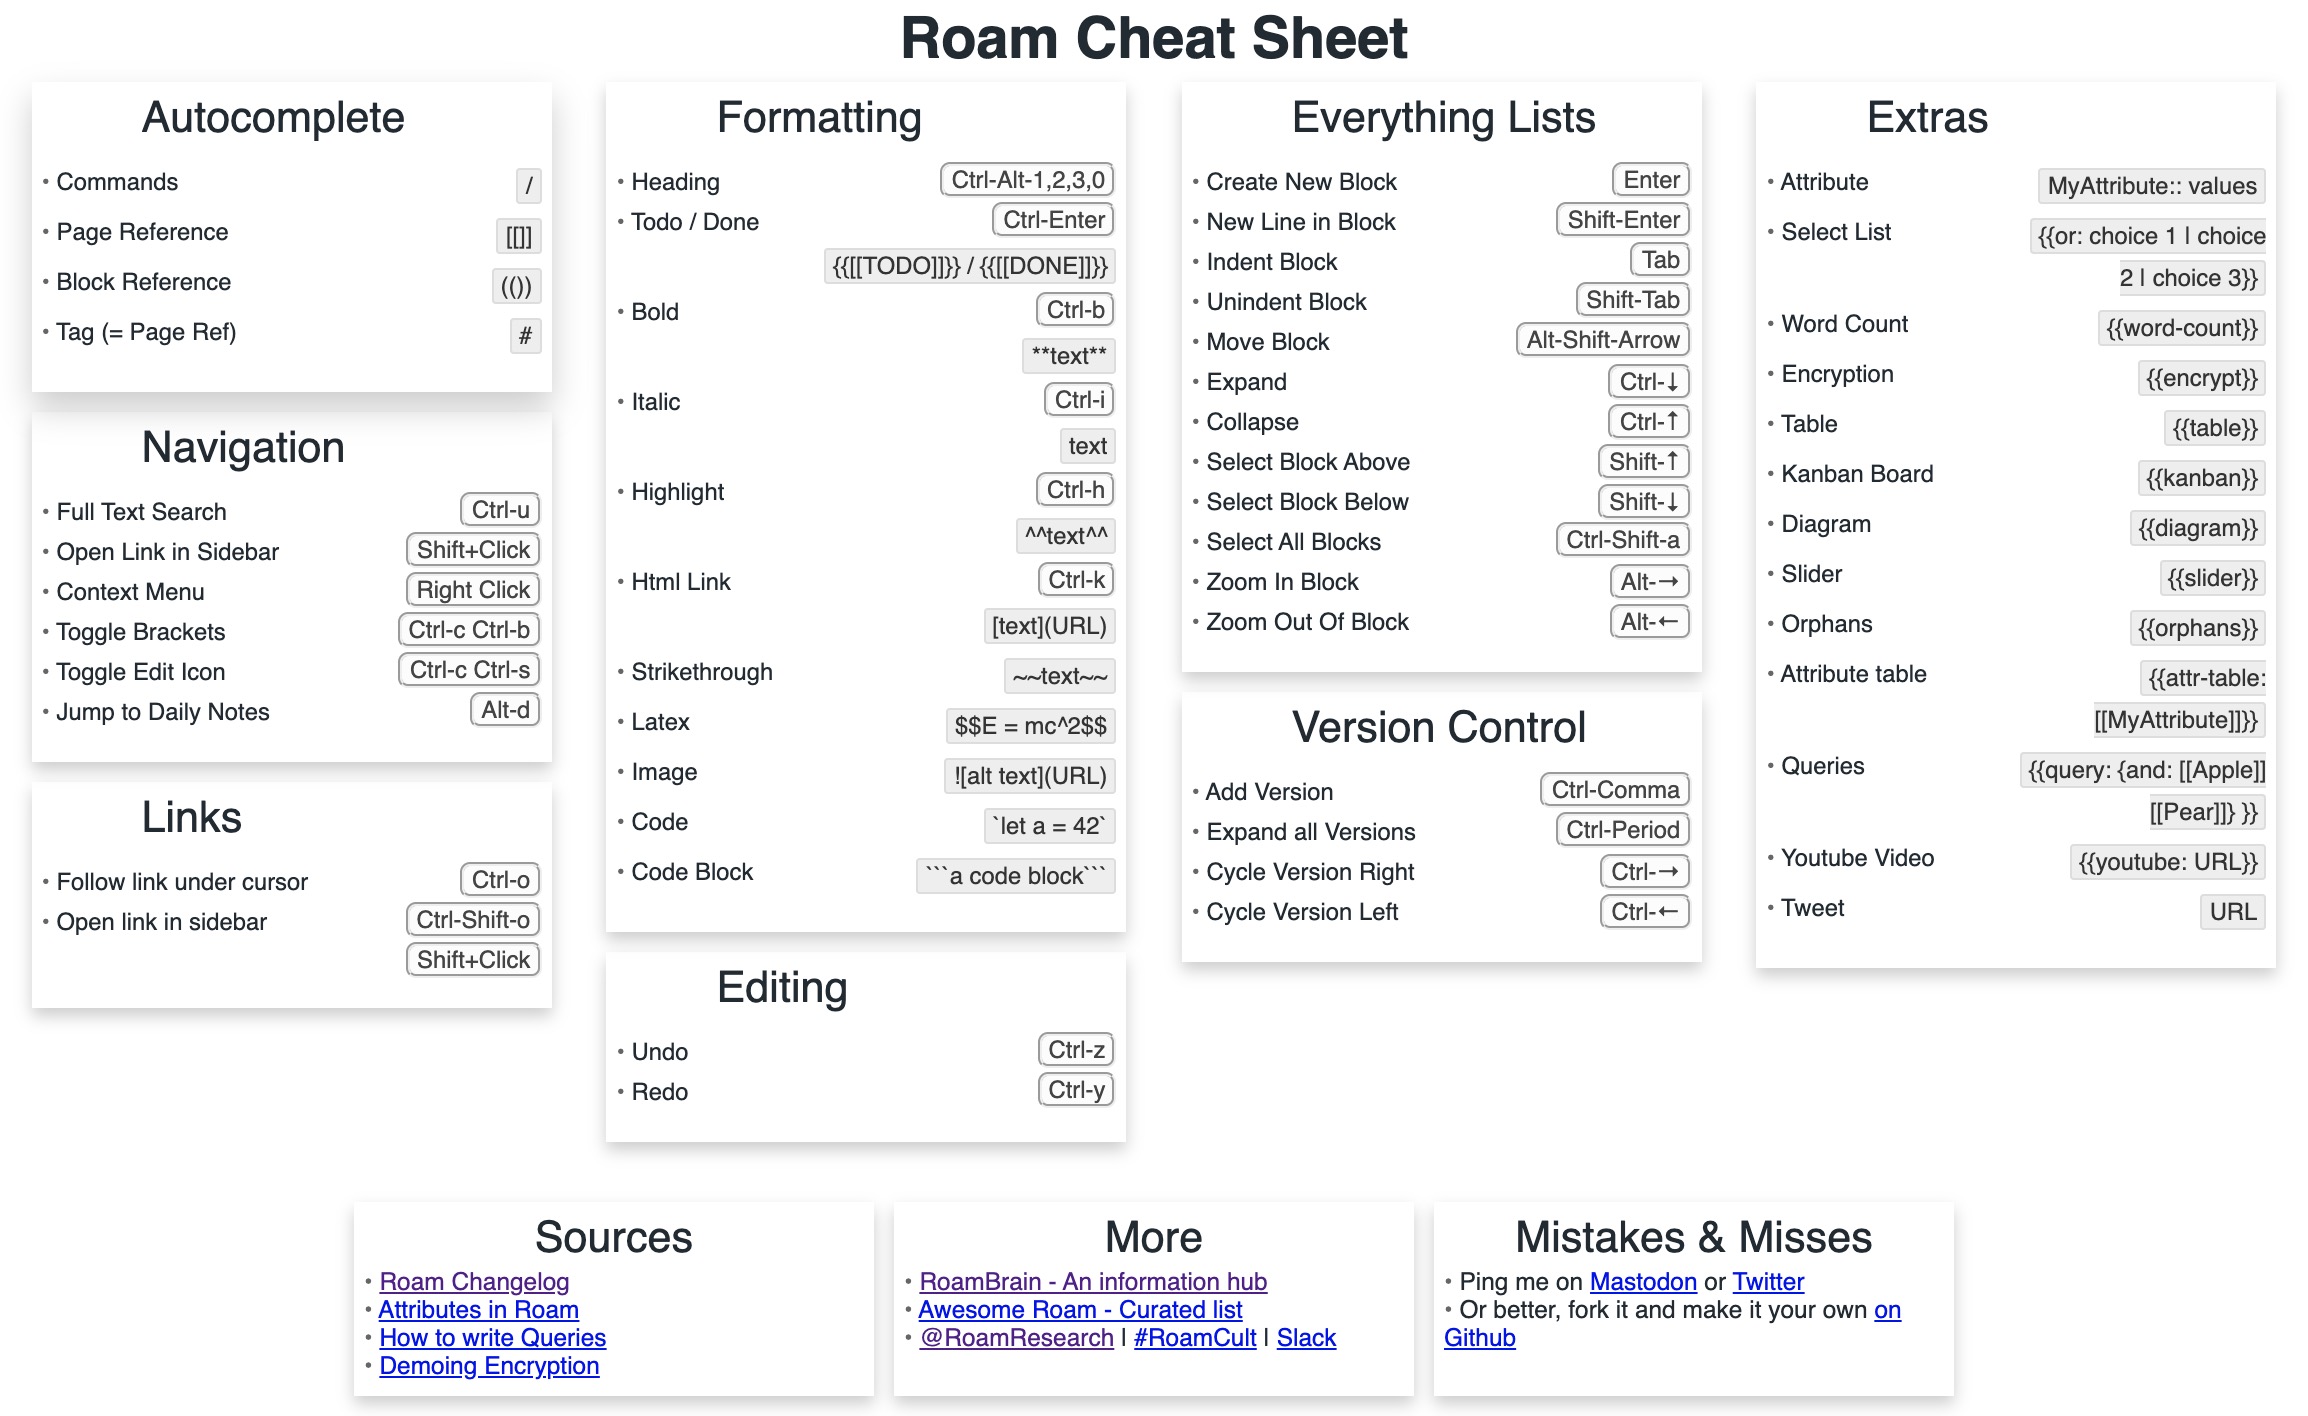 Roam Cheat Sheet
Autocomplete
• Commands /
• Page Reference [[]]
• Block Reference (())
• Tag (= Page Ref) #
Navigation
• Full Text Search Ctrl-u
• Open Link in Sidebar Shift+Click
• Context Menu Right Click
• Toggle Brackets Ctrl-c Ctrl-b
• Toggle Edit Icon Ctrl-c Ctrl-s
• Jump to Daily Notes Alt-d
Links
• Follow link under cursor Ctrl-o
• Open link in sidebar Ctrl-Shift-o
Shift+Click
Formatting
• Heading Ctrl-Alt-1,2,3,0
• Todo / Done Ctrl-Enter
{{[[TODO]]}} / {{[[DONE]]}}
• Bold Ctrl-b
**text**
• Italic Ctrl-i
text
• Highlight Ctrl-h
^^text^^
• Html Link Ctrl-k
[text](URL)
• Strikethrough ~~text~~
• Latex $$E = mc^2$$
• Image ![alt text](URL)
• Code `let a = 42`
• Code Block ```a code block```
Editing
• Undo Ctrl-z
• Redo Ctrl-y
Everything Lists
• Create New Block Enter
• New Line in Block Shift-Enter
• Indent Block Tab
• Unindent Block Shift-Tab
• Move Block Alt-Shift-Arrow
• Expand Ctrl-↓
• Collapse Ctrl-↑
• Select Block Above Shift-↑
• Select Block Below Shift-↓
• Select All Blocks Ctrl-Shift-a
• Zoom In Block Alt-→
• Zoom Out Of Block Alt-←
Version Control
• Add Version Ctrl-Comma
• Expand all Versions Ctrl-Period
• Cycle Version Right Ctrl-→
• Cycle Version Left Ctrl-←
Extras
• Attribute MyAttribute:: values
• Select List {{or: choice 1 | choice
2 | choice 3}}
• Word Count {{word-count}}
• Encryption {{encrypt}}
• Table {{table}}
• Kanban Board {{kanban}}
• Diagram {{diagram}}
• Slider {{slider}}
• Orphans {{orphans}}
• Attribute table {{attr-table:
[[MyAttribute]]}}
• Queries {{query: {and: [[Apple]]
[[Pear]]} }}
• Youtube Video {{youtube: URL}}
• Tweet URL
Sources
• Roam Changelog
• Attributes in Roam
• How to write Queries
• Demoing Encryption
More
• RoamBrain - An information hub
• Awesome Roam - Curated list
• @RoamResearch | #RoamCult | Slack
Mistakes & Misses
• Ping me on Mastodon or Twitter
• Or better, fork it and make it your own on
Github